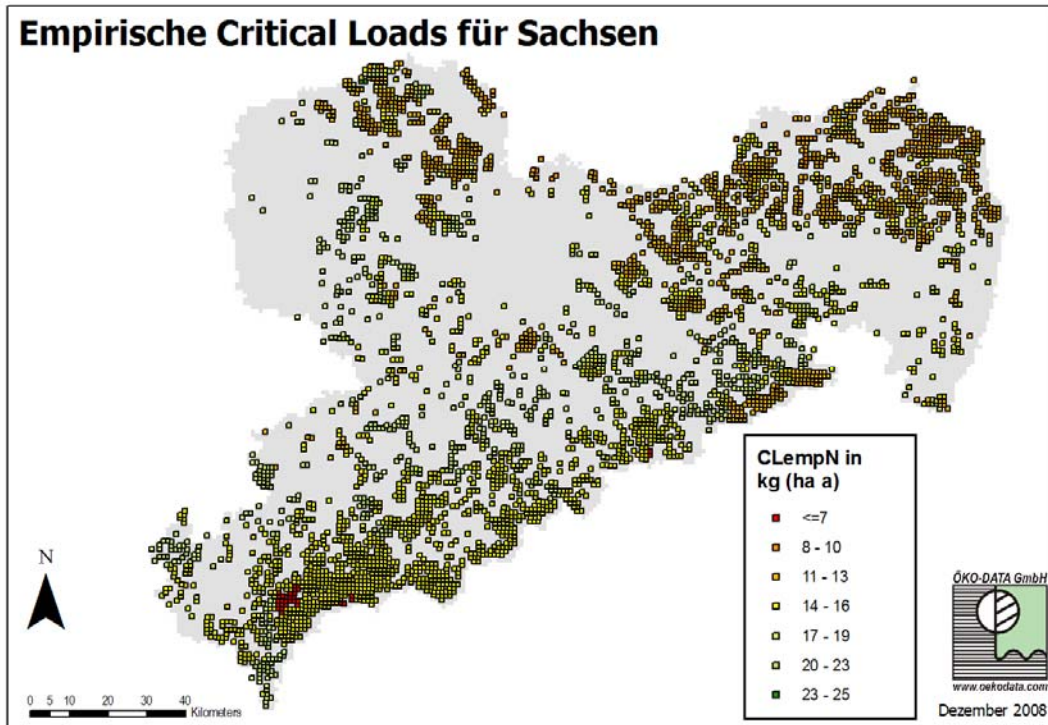 Empirische Critical Loads für Sachsen
CLempN in
kg (ha a)
<=7
8 - 10
11 - 13
14 - 16
17 - 19
20 - 23
23 - 25
N
0 5 10 20 30 40
Kilometers
ÖKO-DATA GmbH
www.oekodata.com
Dezember 2008